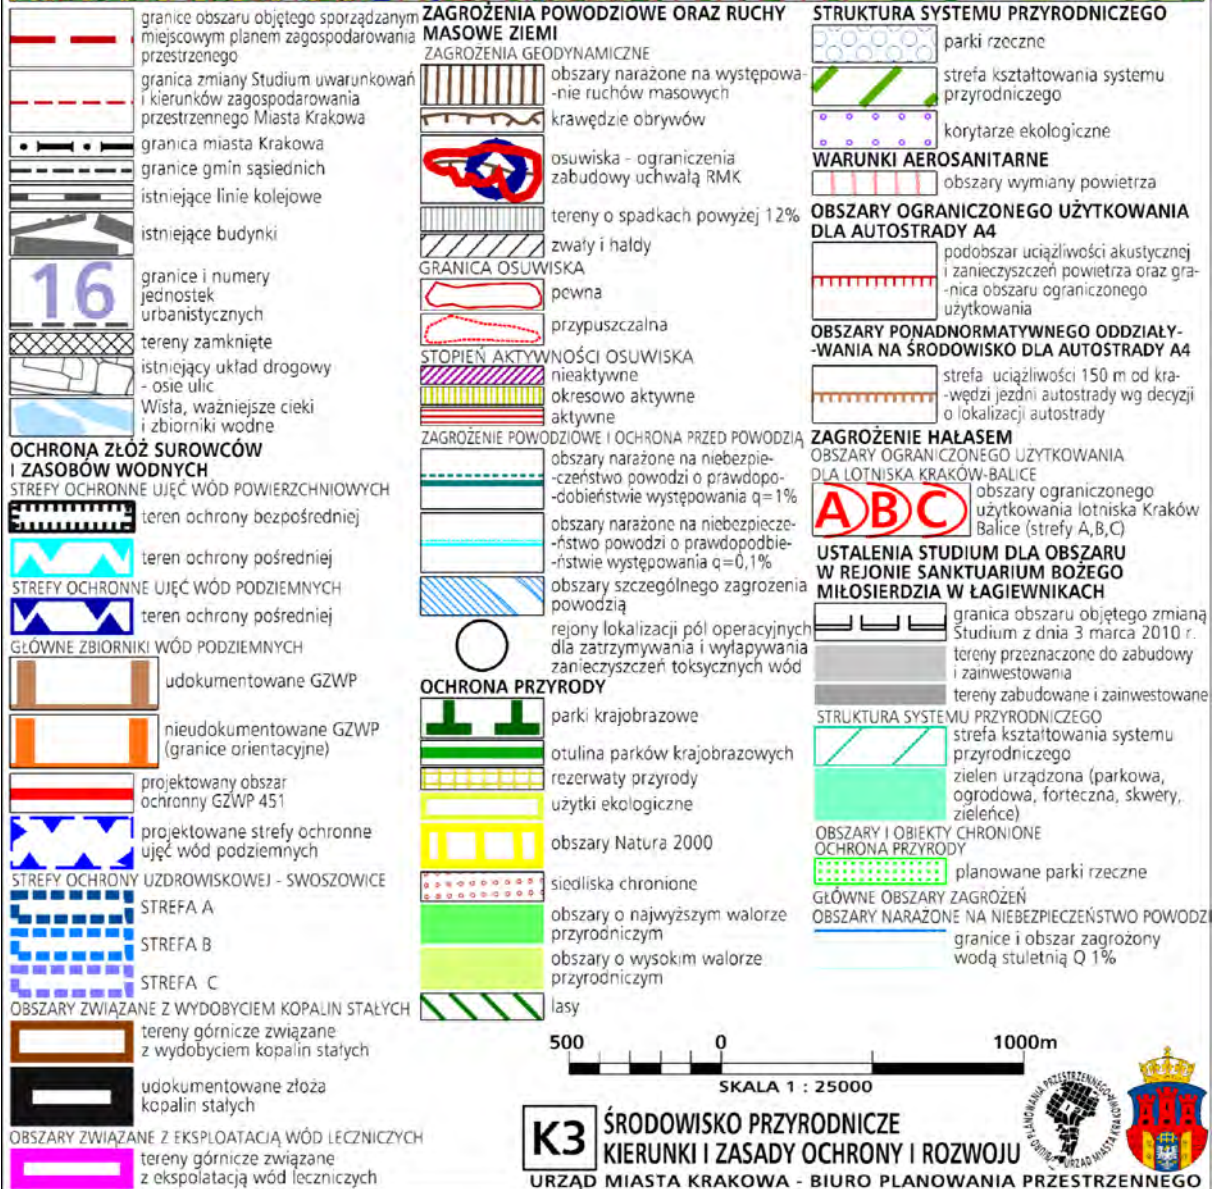 granice obszaru objętego sporządzanym
miejscowym planem zagospodarowania
przestrzenego
granica zmiany Studium uwarunkowań
i kierunków zagospodarowania
przestrzennego Miasta Krakowa
granica miasta Krakowa
granice gmin sąsiednich
istniejące linie kolejowe
istniejące budynki
16
granice i numery
jednostek
urbanistycznych
tereny zamknięte
istniejący układ drogowy
- osie ulic
Wisła, ważniejsze cieki
i zbiorniki wodne
OCHRONA ZŁÓŻ SUROWCÓW
I ZASOBÓW WODNYCH
STREFY OCHRONNE UJĘĆ WÓD POWIERZCHNIOWYCH
teren ochrony bezpośredniej
teren ochrony pośredniej
STREFY OCHRONNE UJĘĆ WÓD PODZIEMNYCH
teren ochrony pośredniej
GŁÓWNE ZBIORNIKI WÓD PODZIEMNYCH
udokumentowane GZWP
nieudokumentowane GZWP
(granice orientacyjne)
projektowany obszar
ochronny GZWP 451
projektowane strefy ochronne
ujęć wód podziemnych
STREFY OCHRONY UZDROWISKOWEJ - SWOSZOWICE
STREFA A
STREFA B
STREFA C
OBSZARY ZWIĄZANE Z WYDOBYCIEM KOPALIN STAŁYCH
tereny górnicze związane
z wydobyciem kopalin stałych
udokumentowane złoża
kopalin stałych
OBSZARY ZWIĄZANE Z EKSPLOATACJĄ WÓD LECZNICZYCH
tereny górnicze związane
z ekspolatacją wód leczniczych
ZAGROŻENIA POWODZIOWE ORAZ RUCHY
MASOWE ZIEMI
ZAGROŻENIA GEODYNAMICZNE
obszary narażone na występowa-
-nie ruchów masowych
krawędzie obrywów
osuwiska - ograniczenia
zabudowy uchwałą RMK
tereny o spadkach powyżej 12%
zwały i hałdy
GRANICA OSUWISKA
pewna
przypuszczalna
STOPIEŃ AKTYWNOŚCI OSUWISKA
nieaktywne
okresowo aktywne
aktywne
ZAGROŻENIE POWODZIOWE I OCHRONA PRZED POWODZIĄ
obszary narażone na niebezpie-
-czeństwo powodzi o prawdopo-
-dobieństwie występowania q=1%
obszary narażone na niebezpiecze-
-ństwo powodzi o prawdopodbie-
-ństwie występowania q=0,1%
obszary szczególnego zagrożenia
powodzią
rejony lokalizacji pól operacyjnych
dla zatrzymywania i wyłapywania
zanieczyszczeń toksycznych wód
OCHRONA PRZYRODY
parki krajobrazowe
otulina parków krajobrazowych
rezerwaty przyrody
użytki ekologiczne
obszary Natura 2000
siedliska chronione
obszary o najwyższym walorze
przyrodniczym
obszary o wysokim walorze
przyrodniczym
lasy
STRUKTURA SYSTEMU PRZYRODNICZEGO
parki rzeczne
strefa kształtowania systemu
przyrodniczego
korytarze ekologiczne
WARUNKI AEROSANITARNE
obszary wymiany powietrza
OBSZARY OGRANICZONEGO UŻYTKOWANIA
DLA AUTOSTRADY A4
podobszar uciążliwości akustycznej
i zanieczyszczeń powietrza oraz gra-
-nica obszaru ograniczonego
użytkowania
OBSZARY PONADNORMATYWNEGO ODDZIAŁY-
-WANIA NA ŚRODOWISKO DLA AUTOSTRADY A4
strefa uciążliwości 150 m od kra-
-wędzi jezdni autostrady wg decyzji
o lokalizacji autostrady
ZAGROŻENIE HAŁASEM
OBSZARY OGRANICZONEGO UŻYTKOWANIA
DLA LOTNISKA KRAKÓW-BALICE
A B C
obszary ograniczonego
użytkowania lotniska Kraków
Balice (strefy A,B,C)
USTALENIA STUDIUM DLA OBSZARU
W REJONIE SANKTUARIUM BOŻEGO
MIŁOSIERDZIA W ŁAGIEWNIKACH
granica obszaru objętego zmianą
Studium z dnia 3 marca 2010 r.
tereny przeznaczone do zabudowy
i zainwestowania
tereny zabudowane i zainwestowane
STRUKTURA SYSTEMU PRZYRODNICZEGO
strefa kształtowania systemu
przyrodniczego
zielen urządzona (parkowa,
ogrodowa, forteczna, skwery,
zieleńce)
OBSZARY I OBIEKTY CHRONIONE
OCHRONA PRZYRODY
planowane parki rzeczne
GŁÓWNE OBSZARY ZAGROŻEŃ
OBSZARY NARAŻONE NA NIEBEZPIECZEŃSTWO POWODZI
granice i obszar zagrożony
wodą stuletnią Q 1%
500 0 1000m
SKALA 1 : 25000
K3
ŚRODOWISKO PRZYRODNICZE
KIERUNKI I ZASADY OCHRONY I ROZWOJU
BIURO PLANOWANIA PRZESTRZENNEGO
URZĄD MIASTA KRAKOWA
URZĄD MIASTA KRAKOWA - BIURO PLANOWANIA PRZESTRZENNEGO